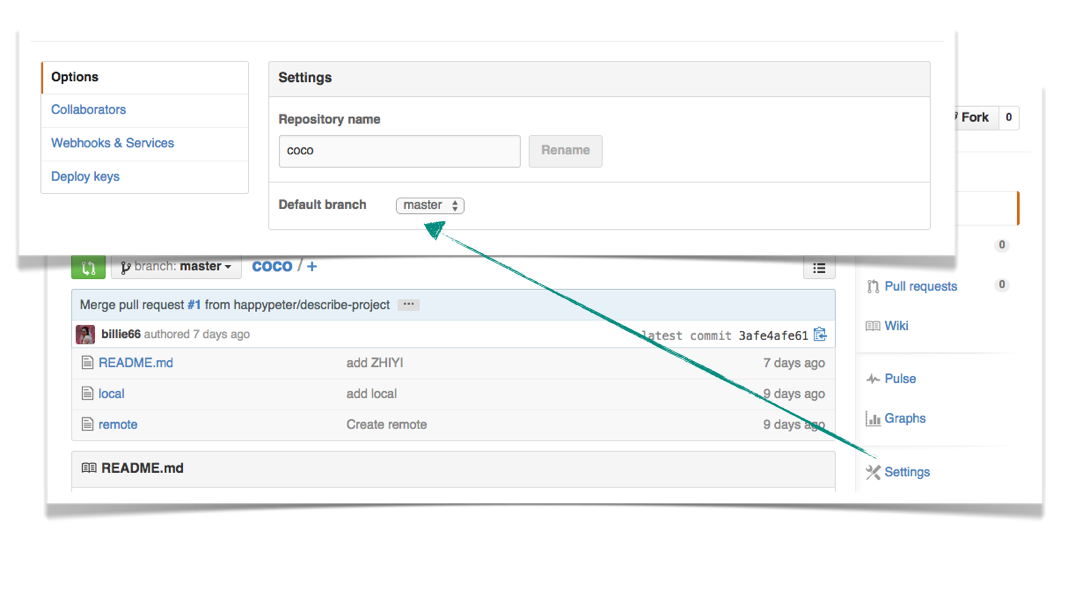 Options
Collaborators
Webhooks & Services
Deploy keys
Settings
Repository name
coco
Rename
Default branch
master
Fork 0
0
branch: master
coco / +
Merge pull request #1 from happypeter/describe-project ...
billie66 authored 7 days ago
latest commit 3afe4afe61
README.md add ZHIYI 7 days ago
local add local 9 days ago
remote Create remote 9 days ago
README.md
Pull requests 0
Wiki
Pulse
Graphs
Settings